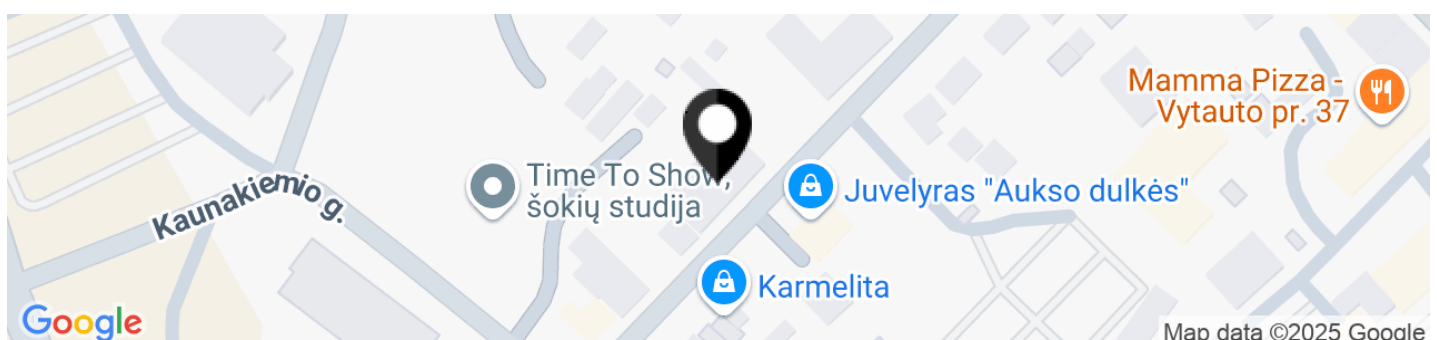 Mamma Pizza -
Vytauto pr. 37
Time To Show,
šokių studija
Juvelyras "Aukso dulkės"
Kaunakiemio g.
Karmelita
Google
Map data ©2025 Google